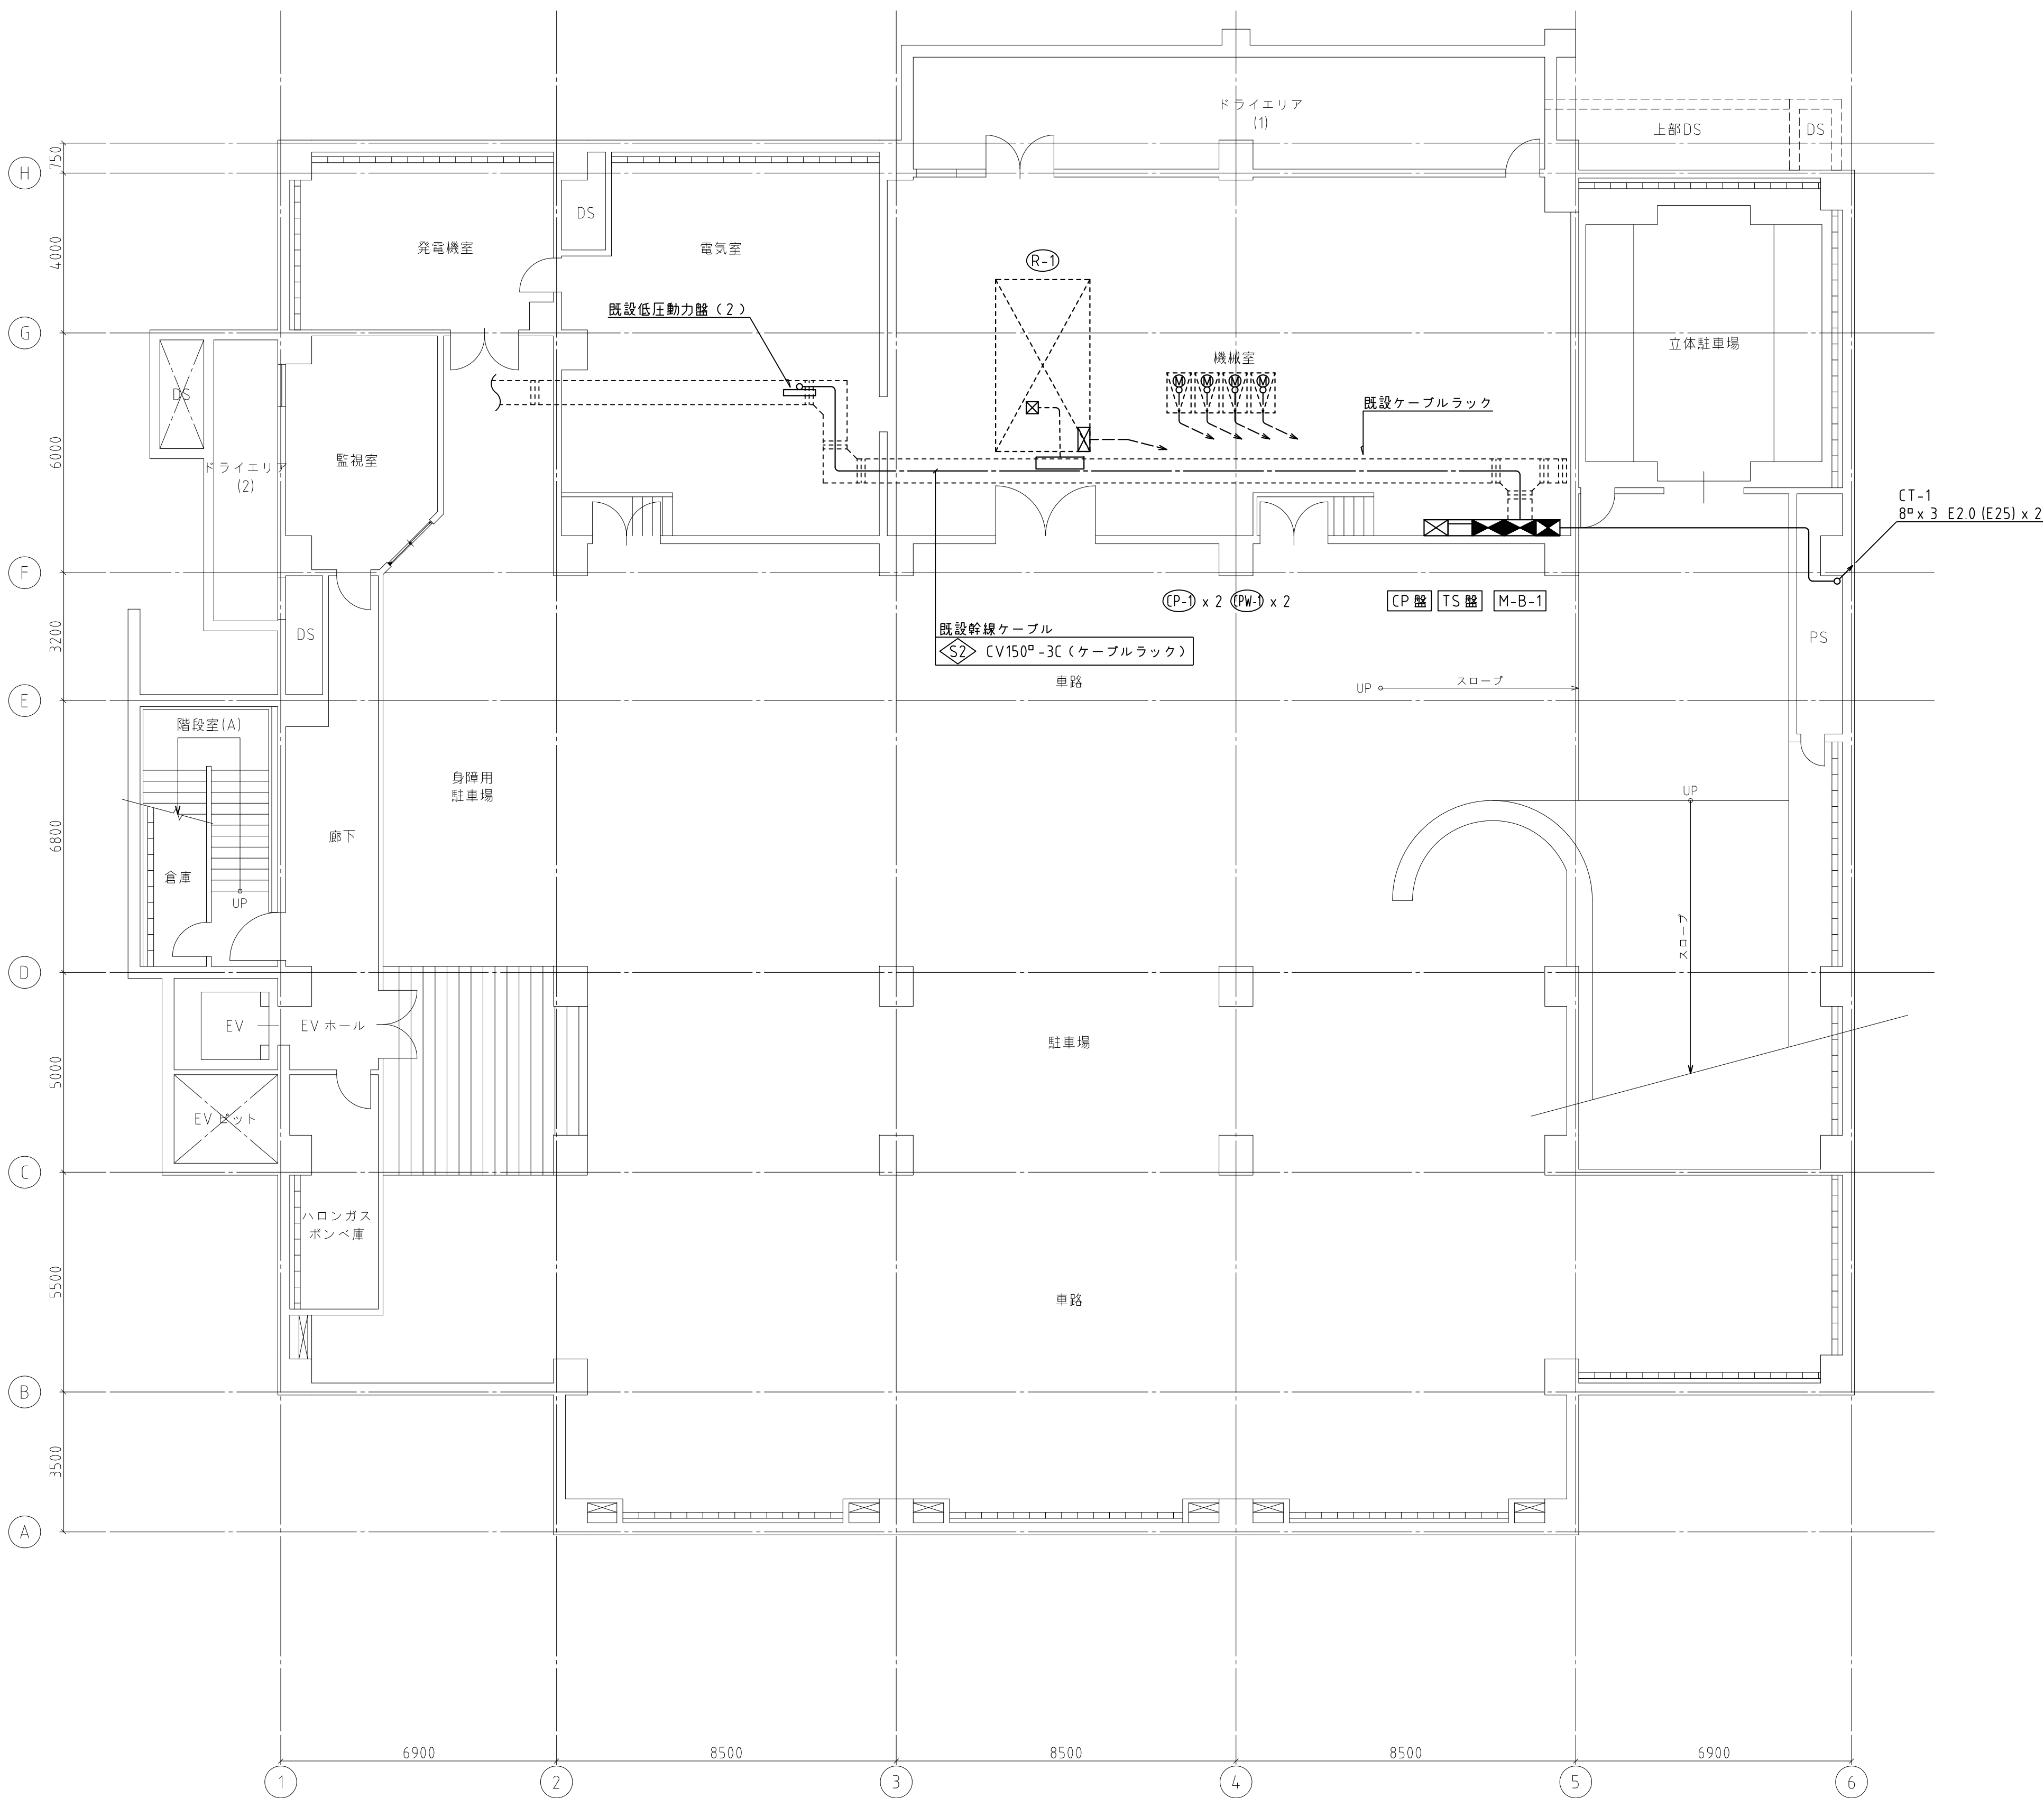 ドライエリア
(1)
上部DS
DS
750
H
DS
発電機室
電気室
R-1
4000
既設低圧動力盤(2)
G
機械室
立体駐車場
M
M
M
M
DS
既設ケーブルラック
6000
監視室
ドライエリア
(2)
CT-1
8□ x 3 E2.0 (E25) x 2
F
CP-1 x 2 CPW-1 x 2
CP 盤 TS 盤 M-B-1
既設幹線ケーブル
S2 CV150□-3C(ケーブルラック)
3200
DS
PS
車路
UP スロープ
E
階段室(A)
身障用
駐車場
UP
6800
廊下
倉庫
UP
スロープ
D
EV
EV ホール
駐車場
5000
EV ピット
C
ハロンガス
ボンベ庫
5500
車路
B
3500
A
6900
8500
8500
8500
6900
1
2
3
4
5
6